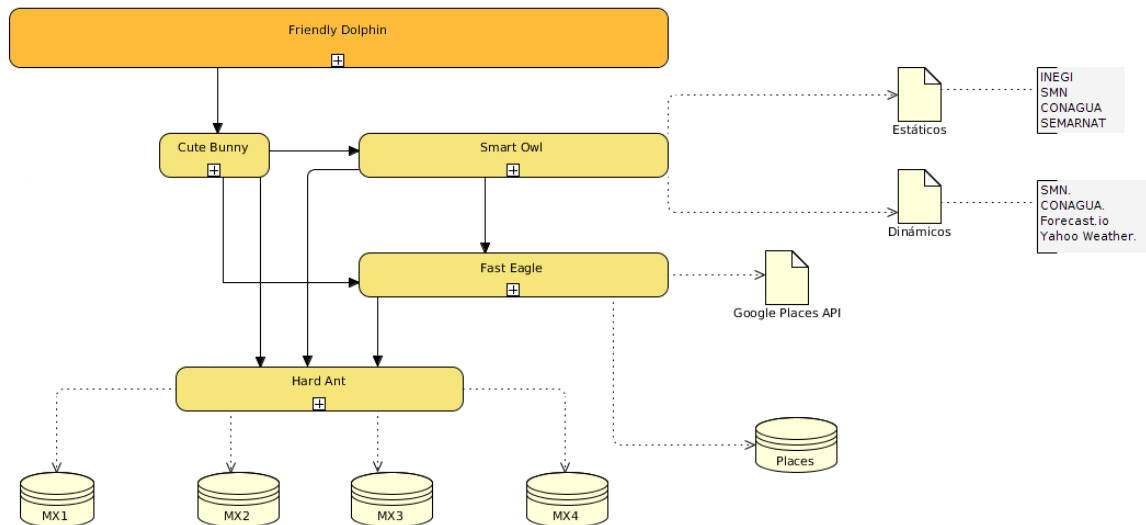 Friendly Dolphin
Cute Bunny
Smart Owl
Estáticos
INEGI
SMN
CONAGUA
SEMARNAT
Dinámicos
SMN.
CONAGUA.
Forecast.io
Yahoo Weather.
Fast Eagle
Google Places API
Hard Ant
Places
MX1
MX2
MX3
MX4